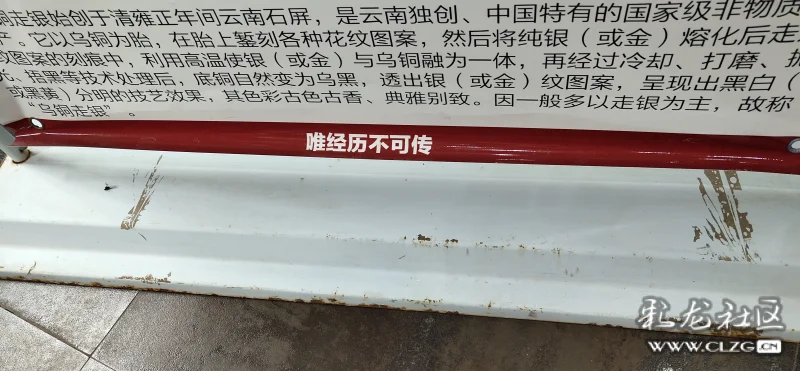 铜走银始创于清雍正年间云南石屏，是云南独创、中国特有的国家级非物质
产。它以乌铜为胎，在胎上錾刻各种花纹图案，然后将纯银（或金）熔化后走
纹图案的刻痕中，利用高温使银（或金）与乌铜融为一体，再经过冷却、打磨、抛
光、捂黑等技术处理后，底铜自然变为乌黑，透出银（或金）纹图案，呈现出黑白（
或黑黄）分明的技艺效果，其色彩古色古香、典雅别致。因一般多以走银为主，故称
“乌铜走银”。
唯经历不可传
彩龙社区
WWW.CLZG.CN